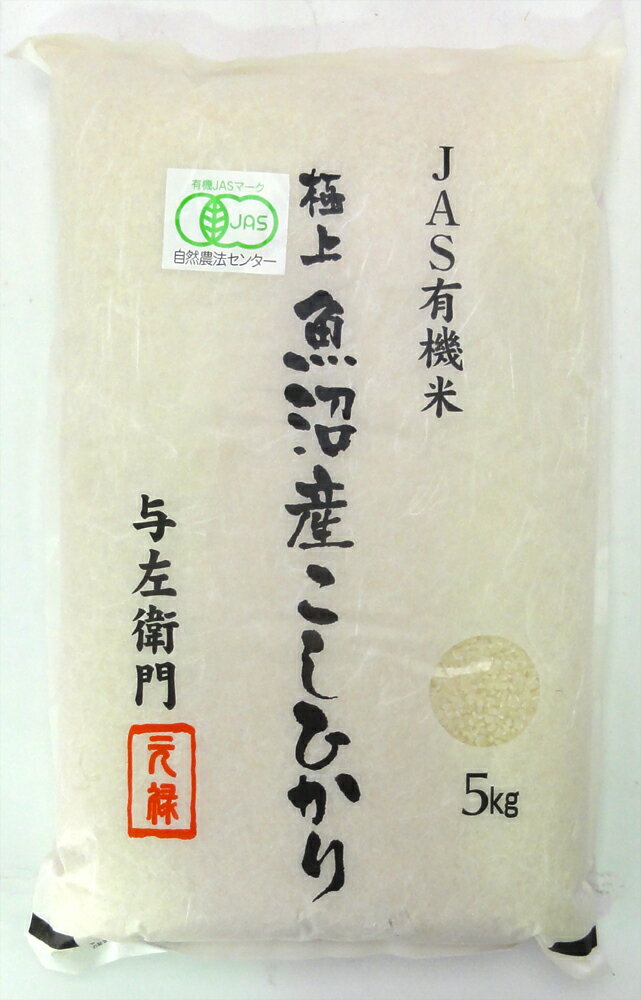 JAS有機米
極上 魚沼産こしひかり
有機JASマーク
JAS
自然農法センター
与左衛門
元禄
5kg